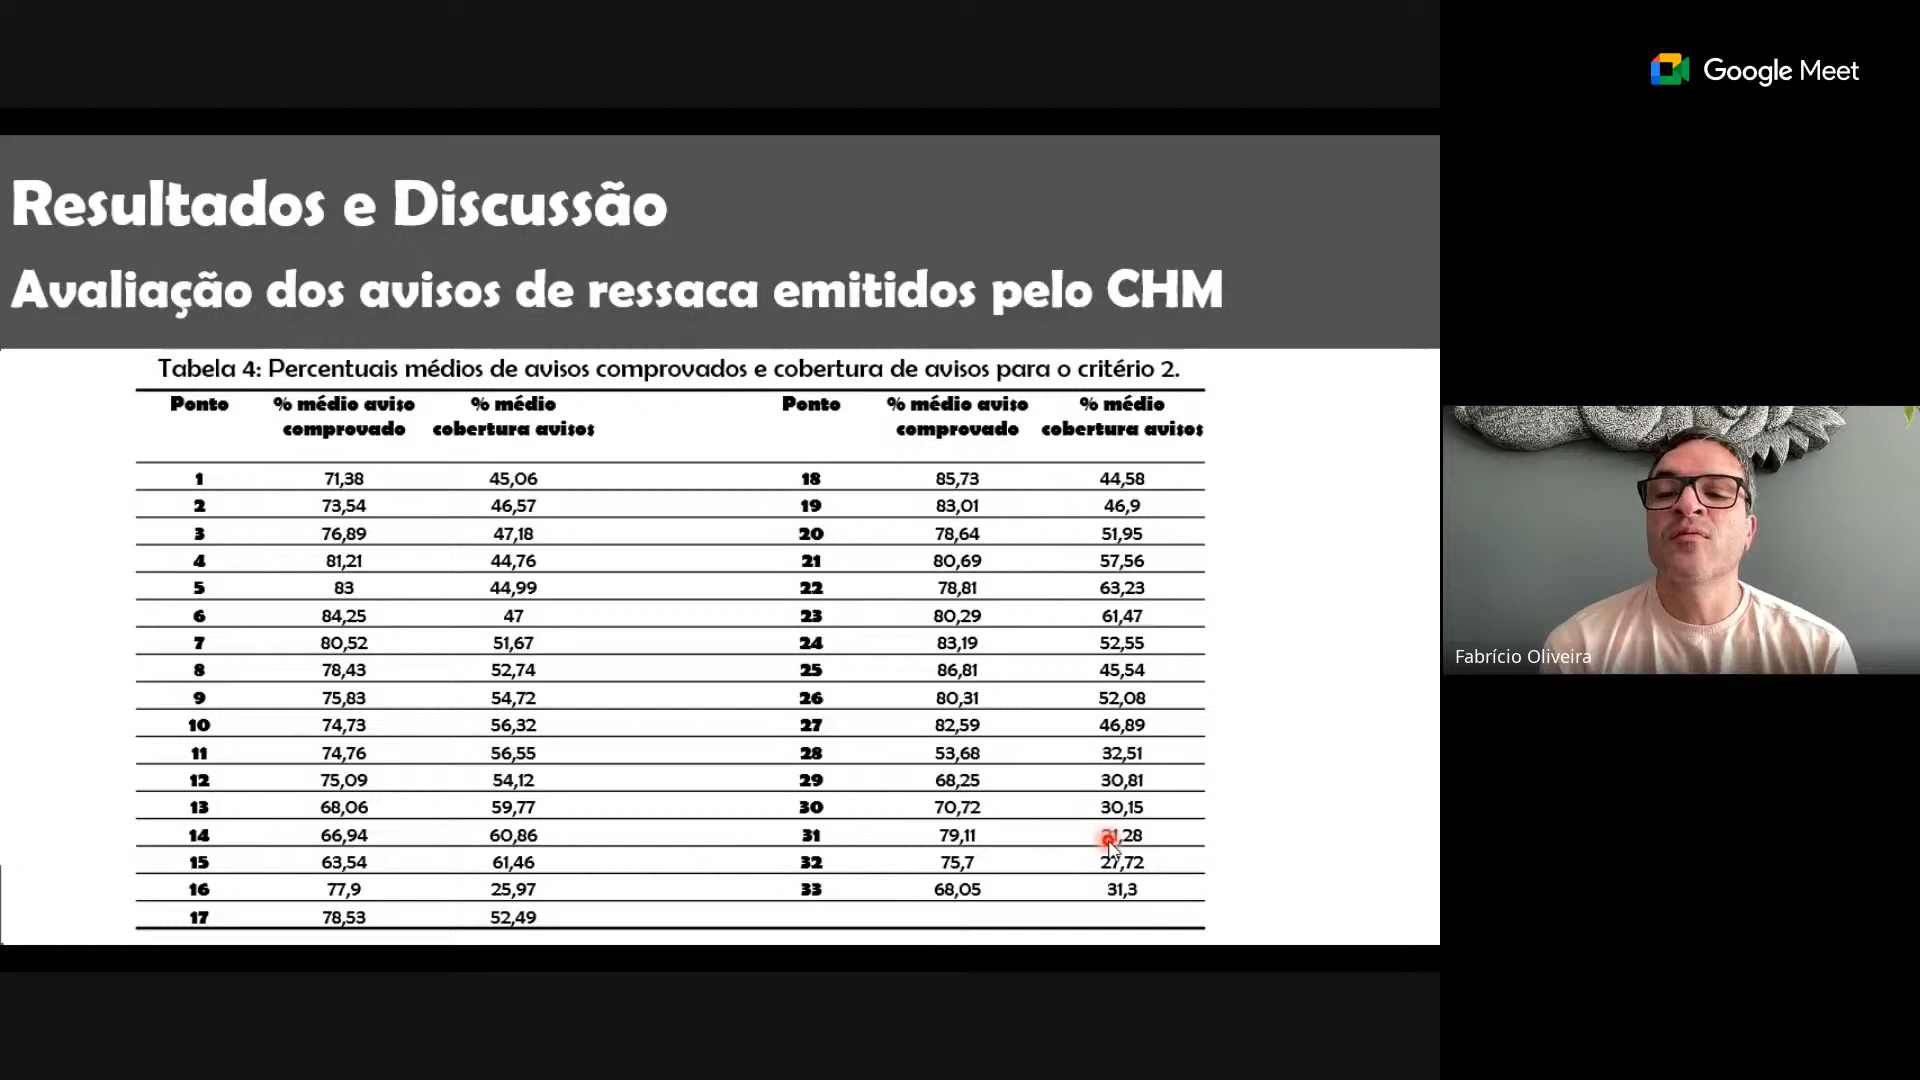 Google Meet
Resultados e Discussão
Avaliação dos avisos de ressaca emitidos pelo CHM
Tabela 4: Percentuais médios de avisos comprovados e cobertura de avisos para o critério 2.
Ponto % médio aviso comprovado % médio cobertura avisos Ponto % médio aviso comprovado % médio cobertura avisos
1 71,38 45,06 18 85,73 44,58
2 73,54 46,57 19 83,01 46,9
3 76,89 47,18 20 78,64 51,95
4 81,21 44,76 21 80,69 57,56
5 83 44,99 22 78,81 63,23
6 84,25 47 23 80,29 61,47
7 80,52 51,67 24 83,19 52,55
8 78,43 52,74 25 86,81 45,54
9 75,83 54,72 26 80,31 52,08
10 74,73 56,32 27 82,59 46,89
11 74,76 56,55 28 53,68 32,51
12 75,09 54,12 29 68,25 30,81
13 68,06 59,77 30 70,72 30,15
14 66,94 60,86 31 79,11
15 63,54 61,46 32 75,7 27,72
16 77,9 25,97 33 68,05 31,3
17 78,53 52,49
Fabrício Oliveira